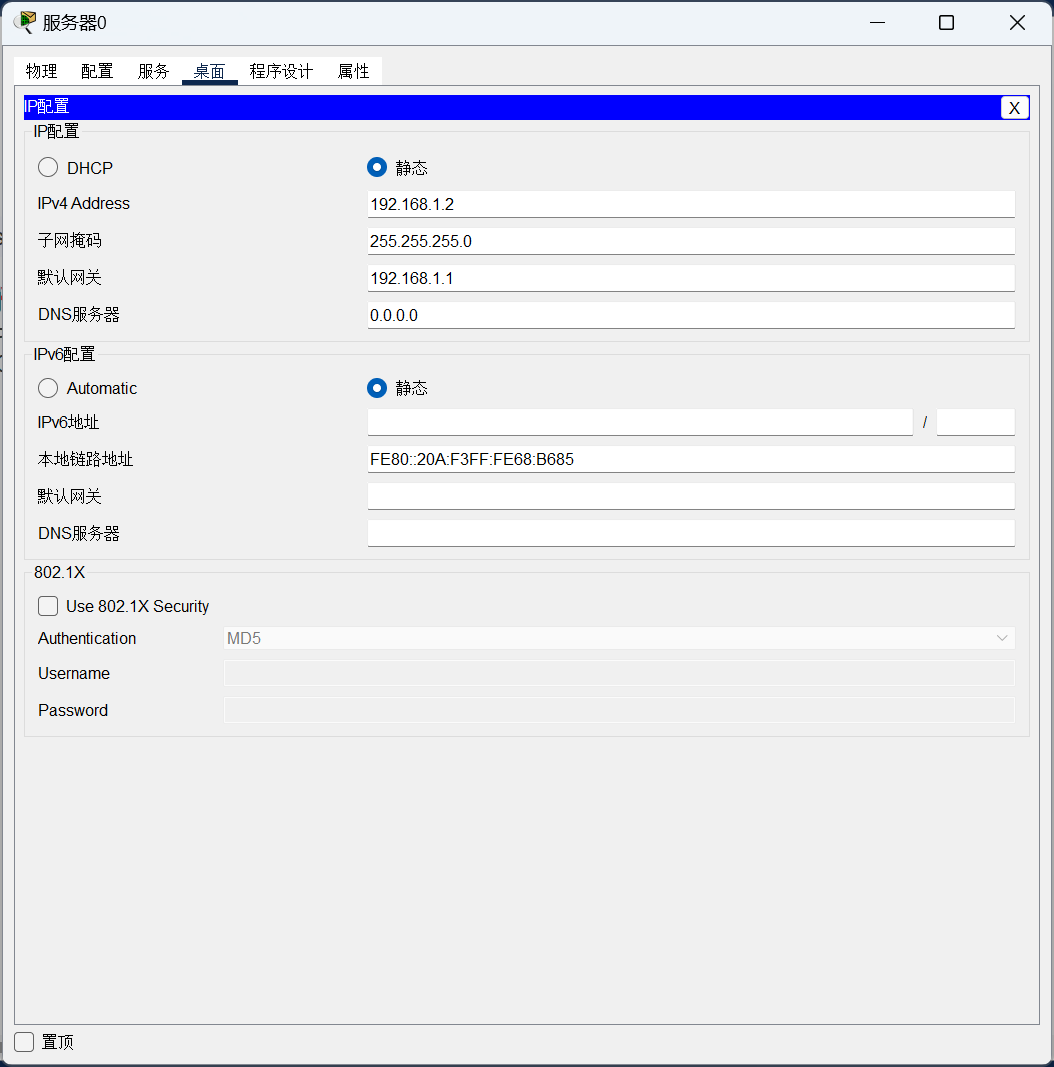 服务器0
物理 配置 服务 桌面 程序设计 属性
IP配置 X
IP配置
DHCP 静态
IPv4 Address 192.168.1.2
子网掩码 255.255.255.0
默认网关 192.168.1.1
DNS服务器 0.0.0.0
IPv6配置
Automatic 静态
IPv6地址 /
本地链路地址 FE80::20A:F3FF:FE68:B685
默认网关
DNS服务器
802.1X
Use 802.1X Security
Authentication MD5
Username
Password
置顶